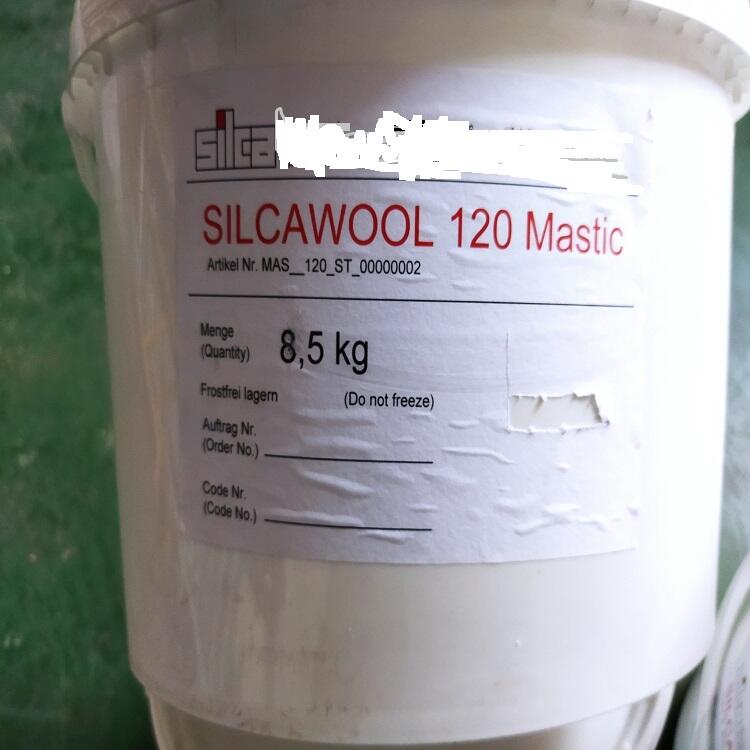 silca
SILCAWOOL 120 Mastic
Artikel Nr. MAS__120_ST_00000002
Menge
(Quantity) 8,5 kg
Frostfrei lagern (Do not freeze)
Auftrag Nr.
(Order No.)
Code Nr.
(Code No.)